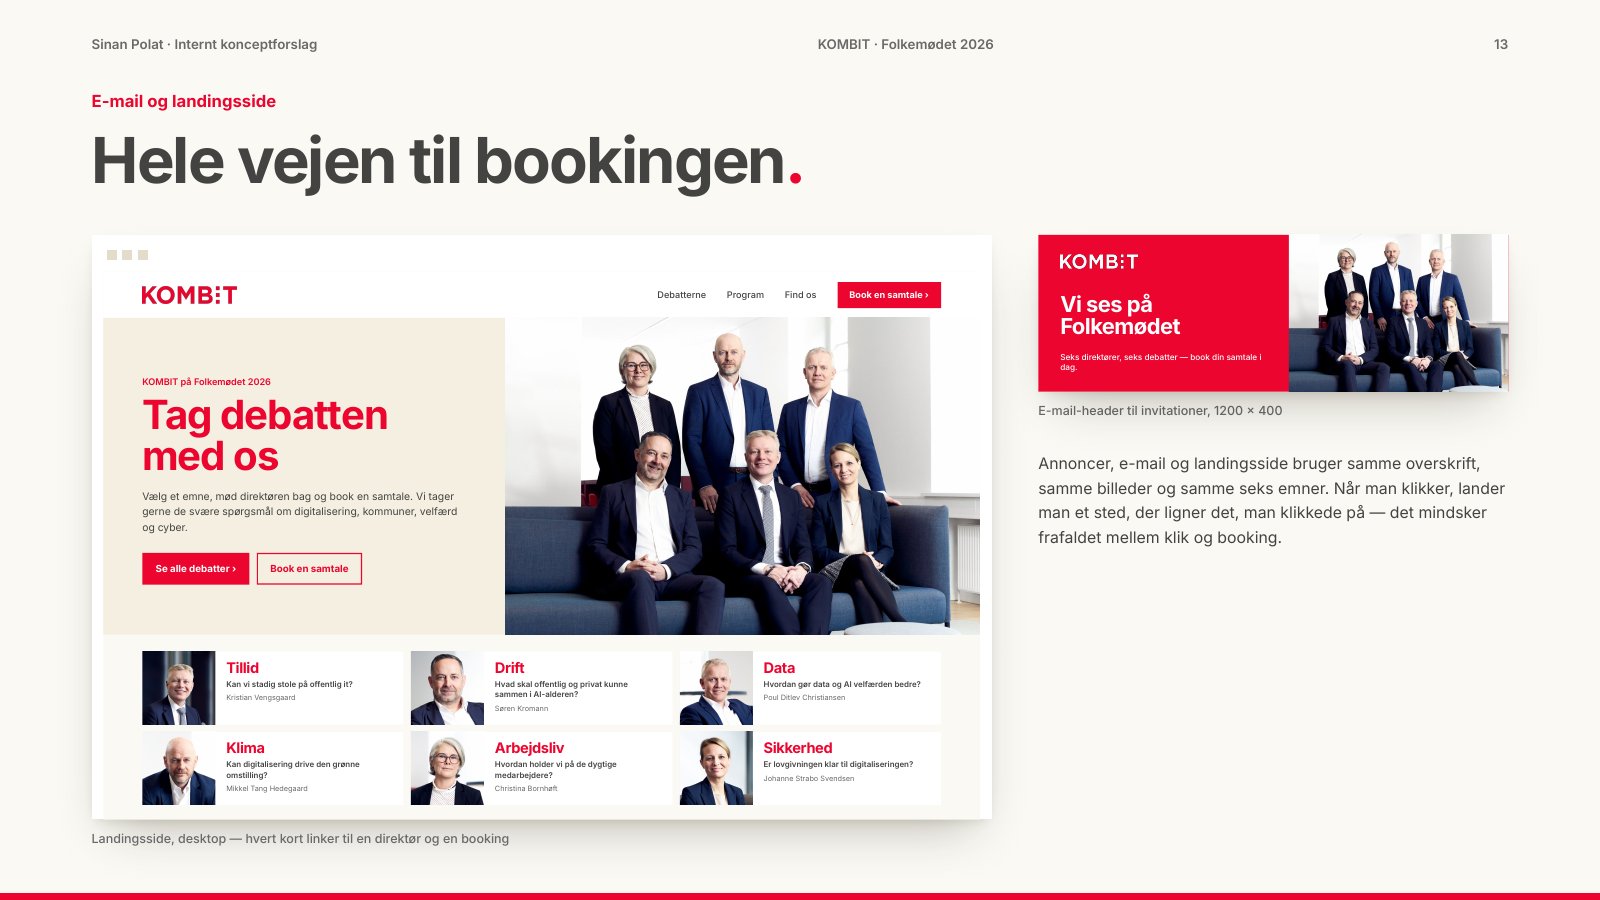 Sinan Polat · Internt konceptforslag
KOMBIT · Folkemødet 2026
13
E-mail og landingsside
Hele vejen til bookingen.
KOMBIT
Debatterne
Program
Find os
Book en samtale ›
KOMBIT på Folkemødet 2026
Tag debatten
med os
Vælg et emne, mød direktøren bag og book en samtale. Vi tager
gerne de svære spørgsmål om digitalisering, kommuner, velfærd
og cyber.
Se alle debatter ›
Book en samtale
Tillid
Kan vi stadig stole på offentlig it?
Kristian Vengsgaard
Drift
Hvad skal offentlig og privat kunne
sammen i AI-alderen?
Søren Kromann
Data
Hvordan gør data og AI velfærden bedre?
Poul Ditlev Christiansen
Klima
Kan digitalisering drive den grønne
omstilling?
Mikkel Tang Hedegaard
Arbejdsliv
Hvordan holder vi på de dygtige
medarbejdere?
Christina Bornhøft
Sikkerhed
Er lovgivningen klar til digitaliseringen?
Johanne Strabo Svendsen
Landingsside, desktop — hvert kort linker til en direktør og en booking
KOMBIT
Vi ses på
Folkemødet
Seks direktører, seks debatter — book din samtale i
dag.
E-mail-header til invitationer, 1200 × 400
Annoncer, e-mail og landingsside bruger samme overskrift,
samme billeder og samme seks emner. Når man klikker, lander
man et sted, der ligner det, man klikkede på — det mindsker
frafaldet mellem klik og booking.